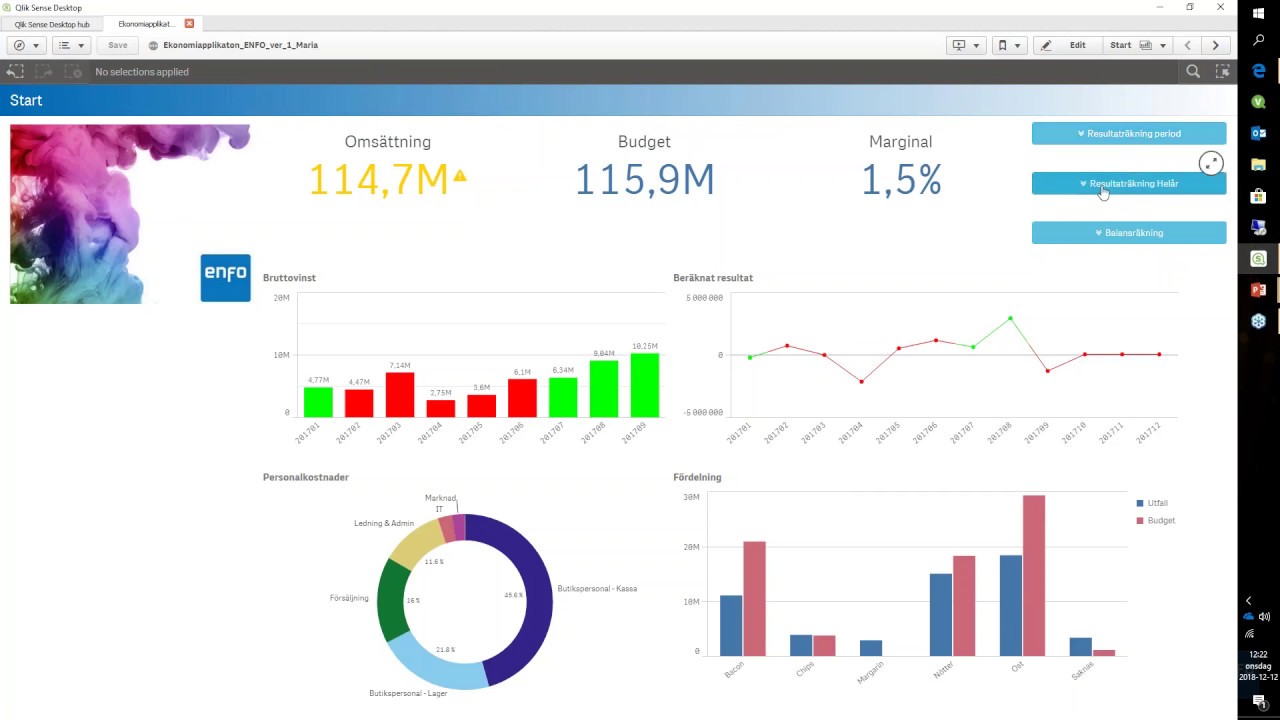 Qlik Sense Desktop
Qlik Sense Desktop hub
Ekonomiapplikat...
Save
Ekonomiapplikaton_ENFO_ver_1_Maria
Edit
Start
No selections applied
Start
Omsättning
Budget
Marginal
114,7M
115,9M
1,5%
Resultaträkning period
Resultaträkning Helår
Balansräkning
enfo
Bruttovinst
20M
10M
0
4,77M
4,47M
7,14M
2,75M
3,6M
6,1M
6,34M
9,04M
10,25M
201701
201702
201703
201704
201705
201706
201707
201708
201709
Beräknat resultat
5 000 000
0
-5 000 000
201701
201702
201703
201704
201705
201706
201707
201708
201709
201710
201711
201712
Personalkostnader
Marknad
IT
Ledning & Admin
11.6 %
Försäljning
16 %
45.6 %
Butikspersonal - Kassa
21.8 %
Butikspersonal - Lager
Fördelning
30M
20M
10M
0
Bacon
Chips
Margarin
Nötter
Ost
Saknas
Utfall
Budget
12:22
onsdag
2018-12-12